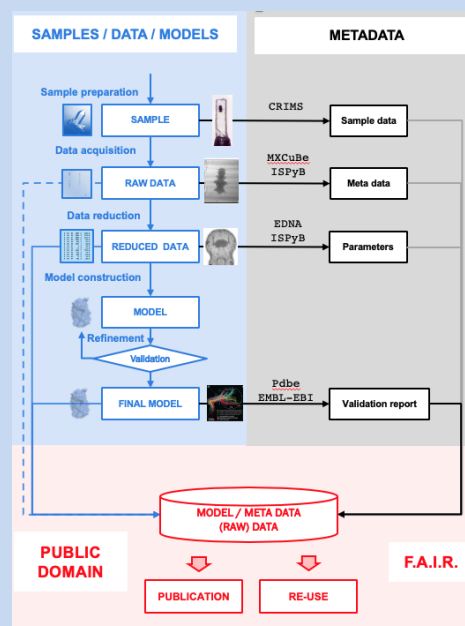 SAMPLES / DATA / MODELS
METADATA
Sample preparation
SAMPLE
CRIMS
Sample data
Data acquisition
RAW DATA
MXCuBe
ISPyB
Meta data
Data reduction
REDUCED DATA
EDNA
ISPyB
Parameters
Model construction
MODEL
Refinement
Validation
FINAL MODEL
Pdbe
EMBL-EBI
Validation report
MODEL / META DATA
(RAW) DATA
PUBLIC
DOMAIN
F.A.I.R.
PUBLICATION
RE-USE